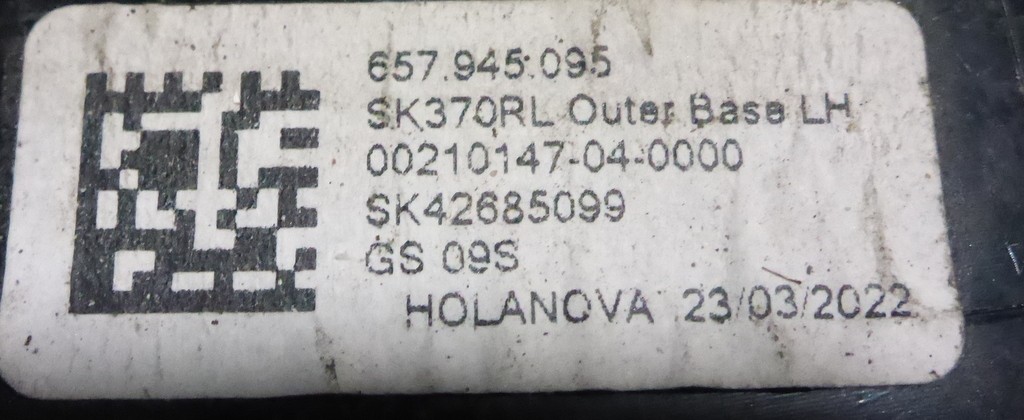 657.945.095
SK370RL Outer Base LH
00210147-04-0000
SK42685099
GS 09S
HOLANOVA 23/03/2022